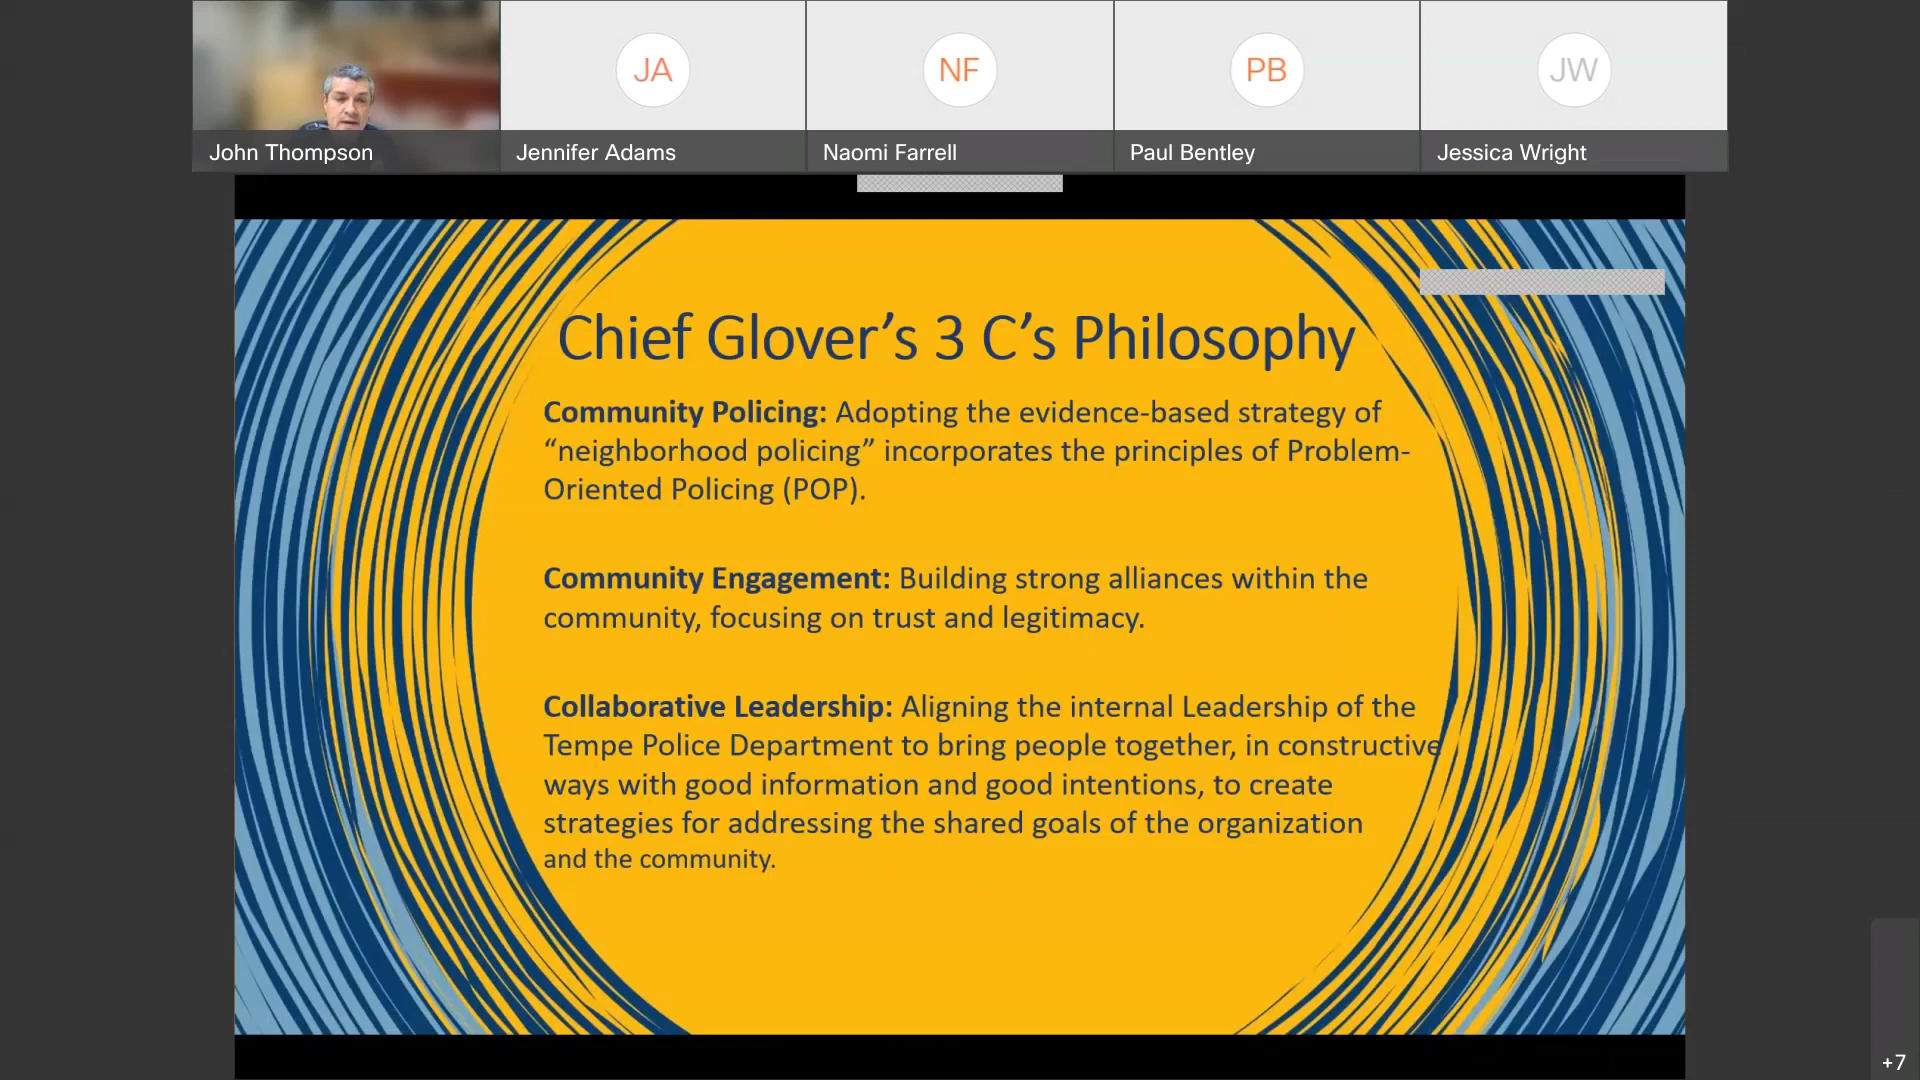 JA
NF
PB
JW
John Thompson
Jennifer Adams
Naomi Farrell
Paul Bentley
Jessica Wright
Chief Glover’s 3 C’s Philosophy
Community Policing: Adopting the evidence-based strategy of
“neighborhood policing” incorporates the principles of Problem-
Oriented Policing (POP).
Community Engagement: Building strong alliances within the
community, focusing on trust and legitimacy.
Collaborative Leadership: Aligning the internal Leadership of the
Tempe Police Department to bring people together, in constructive
ways with good information and good intentions, to create
strategies for addressing the shared goals of the organization
and the community.
+7